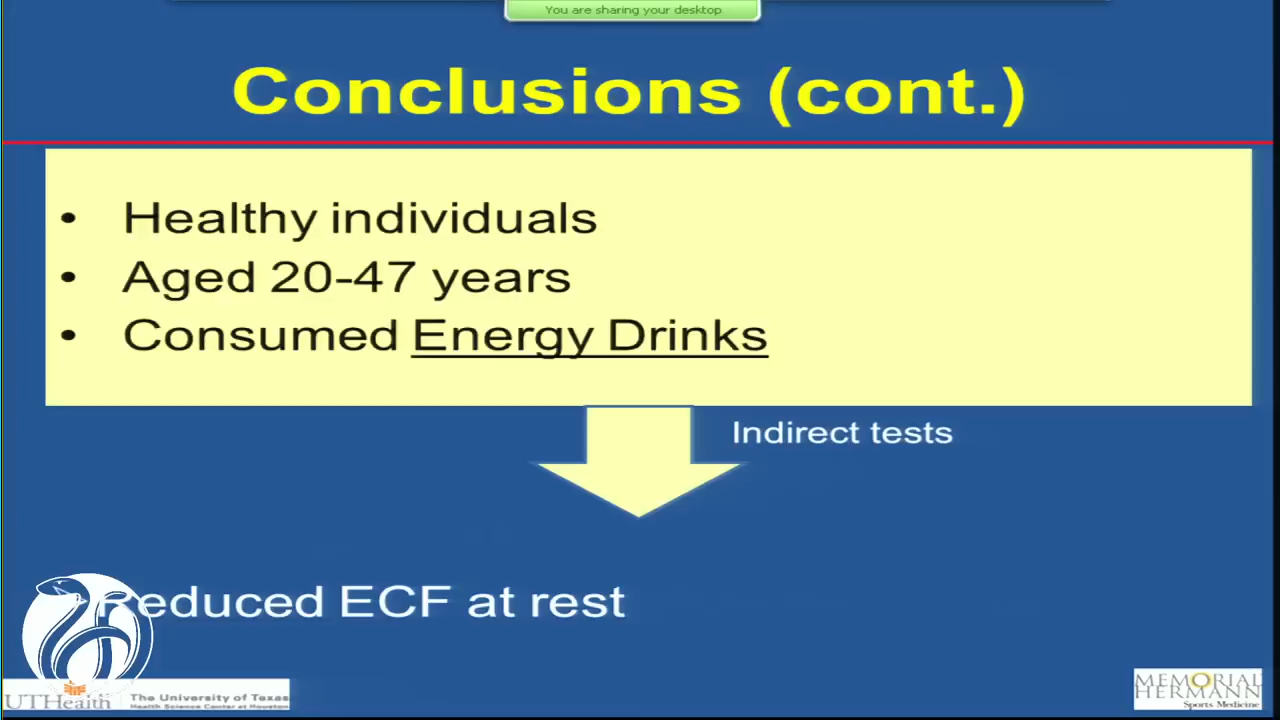 You are sharing your desktop
Conclusions (cont.)
• Healthy individuals
• Aged 20-47 years
• Consumed Energy Drinks
Indirect tests
Reduced ECF at rest
UTHealth
The University of Texas
Health Science Center at Houston
MEMORIAL
HERMANN
Sports Medicine